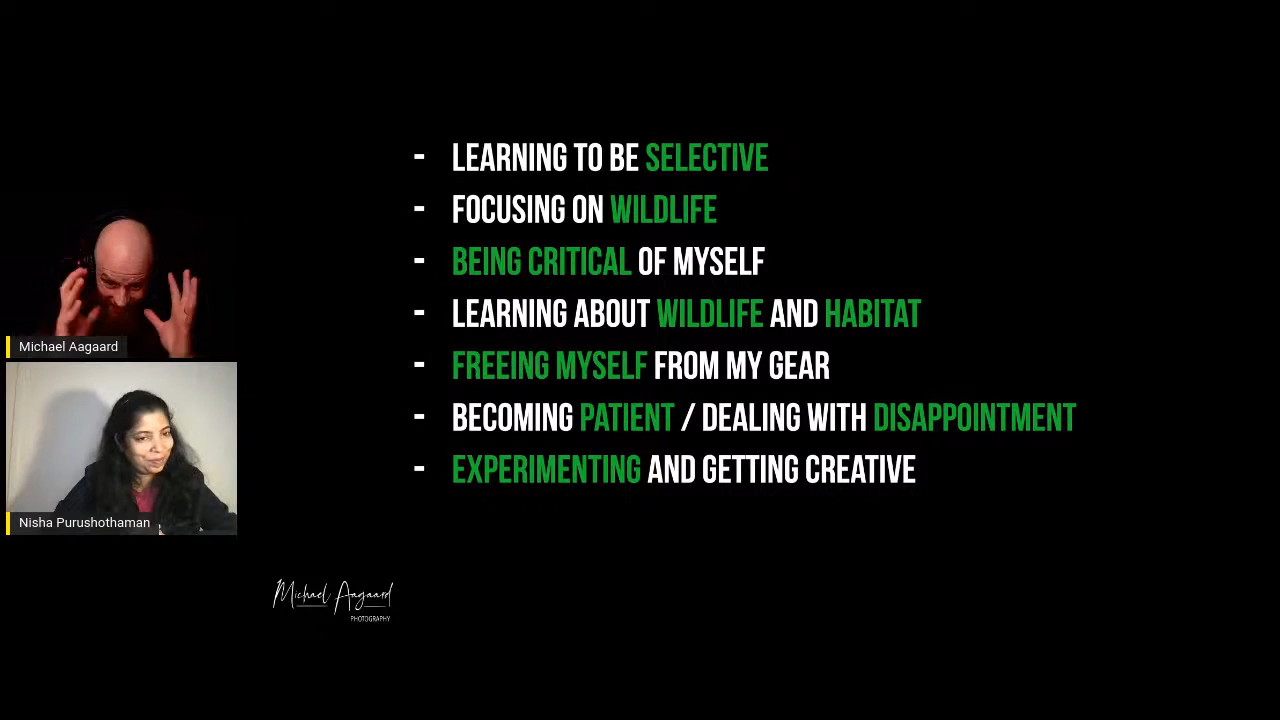 - LEARNING TO BE SELECTIVE
- FOCUSING ON WILDLIFE
- BEING CRITICAL OF MYSELF
- LEARNING ABOUT WILDLIFE AND HABITAT
- FREEING MYSELF FROM MY GEAR
- BECOMING PATIENT / DEALING WITH DISAPPOINTMENT
- EXPERIMENTING AND GETTING CREATIVE
Michael Aagaard
Nisha Purushothaman
Michael Aagaard
PHOTOGRAPHY